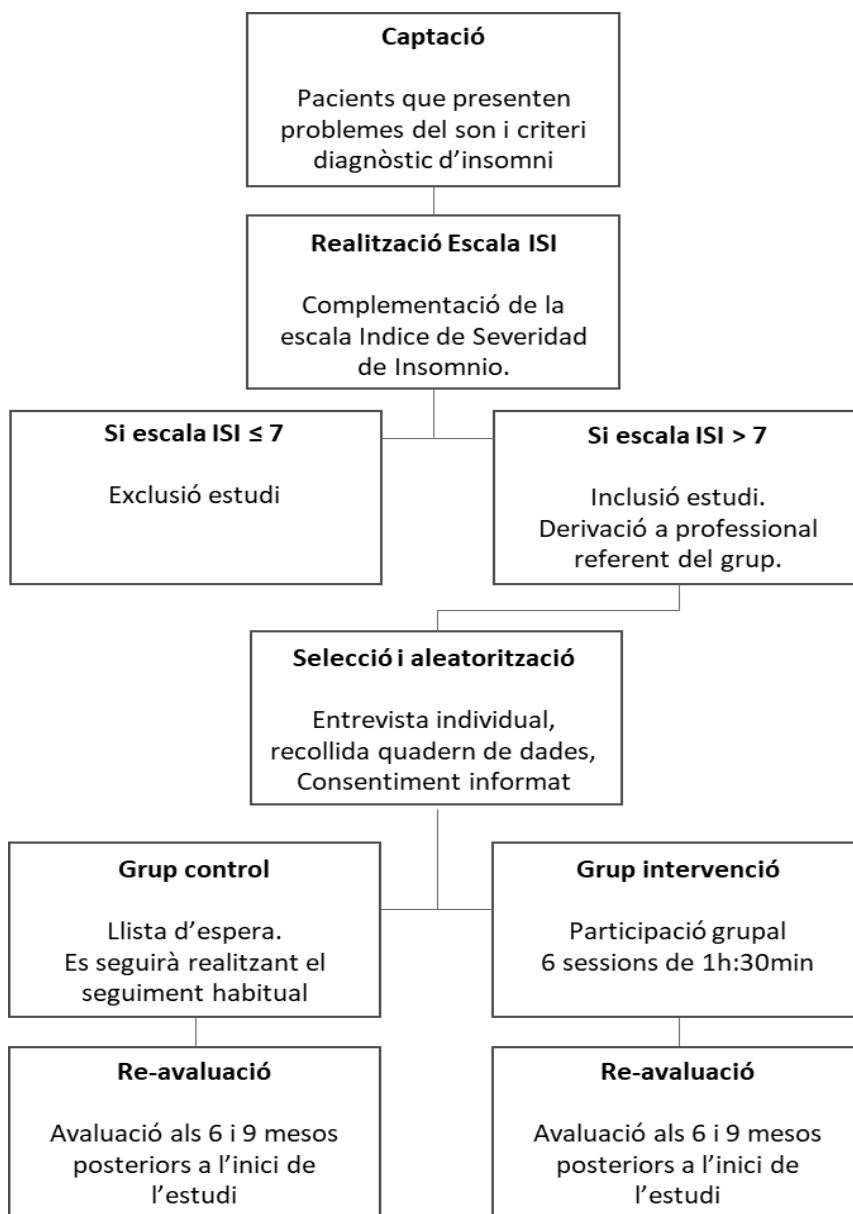 Captació
Pacients que presenten
problemes del son i criteri
diagnòstic d'insomni
Realització Escala ISI
Complementació de la
escala Indice de Severidad
de Insomnio.
Si escala ISI ≤ 7
Exclusió estudi
Si escala ISI > 7
Inclusió estudi.
Derivació a professional
referent del grup.
Selecció i aleatorització
Entrevista individual,
recollida quadern de dades,
Consentiment informat
Grup control
Llista d'espera.
Es seguirà realitzant el
seguiment habitual
Grup intervenció
Participació grupal
6 sessions de 1h:30min
Re-avaluació
Avaluació als 6 i 9 mesos
posteriors a l'inici de
l'estudi
Re-avaluació
Avaluació als 6 i 9 mesos
posteriors a l'inici de
l'estudi